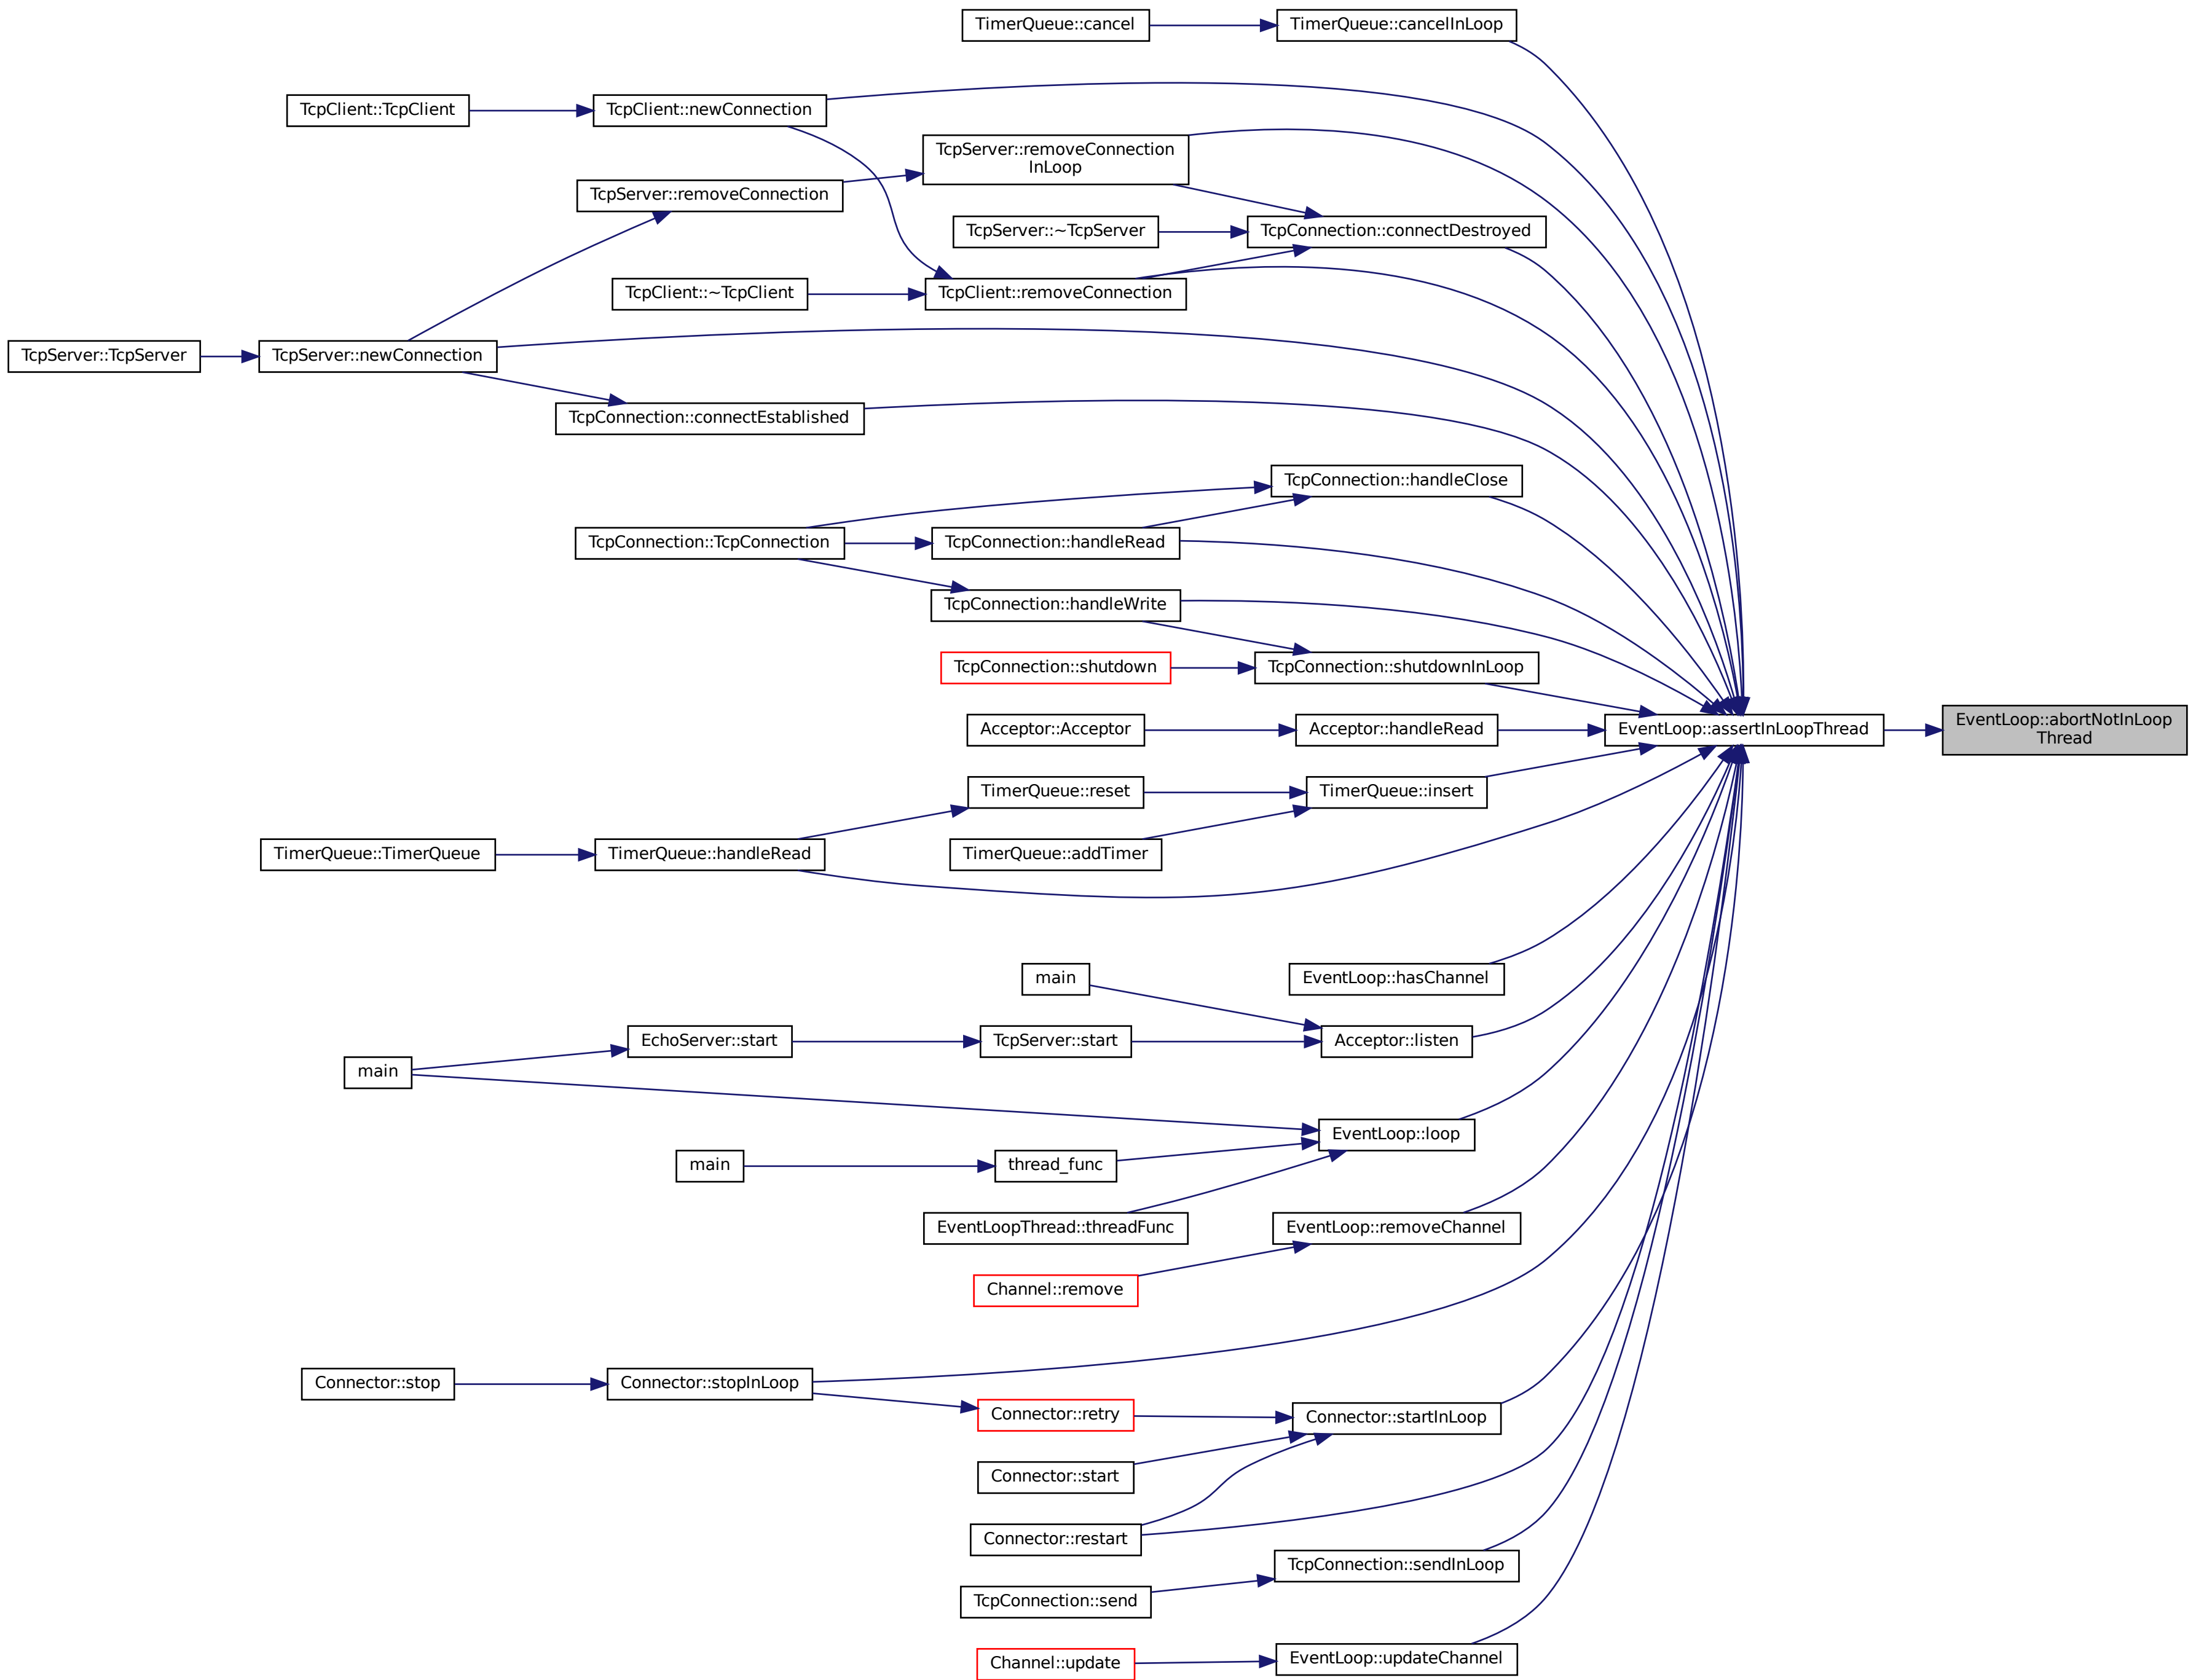 TimerQueue::cancel
TimerQueue::cancelInLoop
TcpClient::TcpClient
TcpClient::newConnection
TcpServer::removeConnection
InLoop
TcpServer::removeConnection
TcpServer::~TcpServer
TcpConnection::connectDestroyed
TcpClient::~TcpClient
TcpClient::removeConnection
TcpServer::TcpServer
TcpServer::newConnection
TcpConnection::connectEstablished
TcpConnection::handleClose
TcpConnection::TcpConnection
TcpConnection::handleRead
TcpConnection::handleWrite
TcpConnection::shutdown
TcpConnection::shutdownInLoop
Acceptor::Acceptor
Acceptor::handleRead
EventLoop::assertInLoopThread
EventLoop::abortNotInLoop
Thread
TimerQueue::reset
TimerQueue::insert
TimerQueue::TimerQueue
TimerQueue::handleRead
TimerQueue::addTimer
main
EventLoop::hasChannel
EchoServer::start
TcpServer::start
Acceptor::listen
main
EventLoop::loop
main
thread_func
EventLoopThread::threadFunc
EventLoop::removeChannel
Channel::remove
Connector::stop
Connector::stopInLoop
Connector::retry
Connector::startInLoop
Connector::start
Connector::restart
TcpConnection::sendInLoop
TcpConnection::send
Channel::update
EventLoop::updateChannel